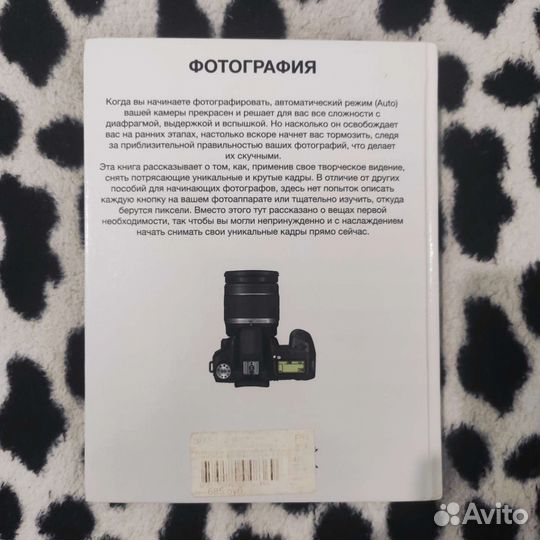 ФОТОГРАФИЯ
Когда вы начинаете фотографировать, автоматический режим (Auto)
вашей камеры прекрасен и решает для вас все сложности с
диафрагмой, выдержкой и вспышкой. Но насколько он освобождает
вас на ранних этапах, настолько вскоре начнет вас тормозить, следя
за приблизительной правильностью ваших фотографий, что делает
их скучными.
Эта книга рассказывает о том, как, применив свое творческое видение,
снять потрясающие уникальные и крутые кадры. В отличие от других
пособий для начинающих фотографов, здесь нет попыток описать
каждую кнопку на вашем фотоаппарате или тщательно изучить, откуда
берутся пиксели. Вместо этого тут рассказано о вещах первой
необходимости, так чтобы вы могли непринужденно и с наслаждением
начать снимать свои уникальные кадры прямо сейчас.
Avito